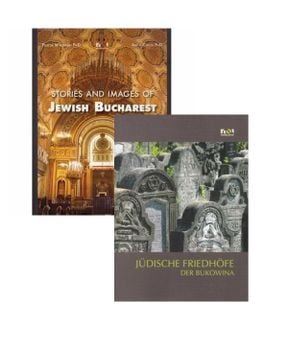 STORIES AND IMAGES OF
JEWISH BUCHAREST
JÜDISCHE FRIEDHÖFE
DER BUKOWINA